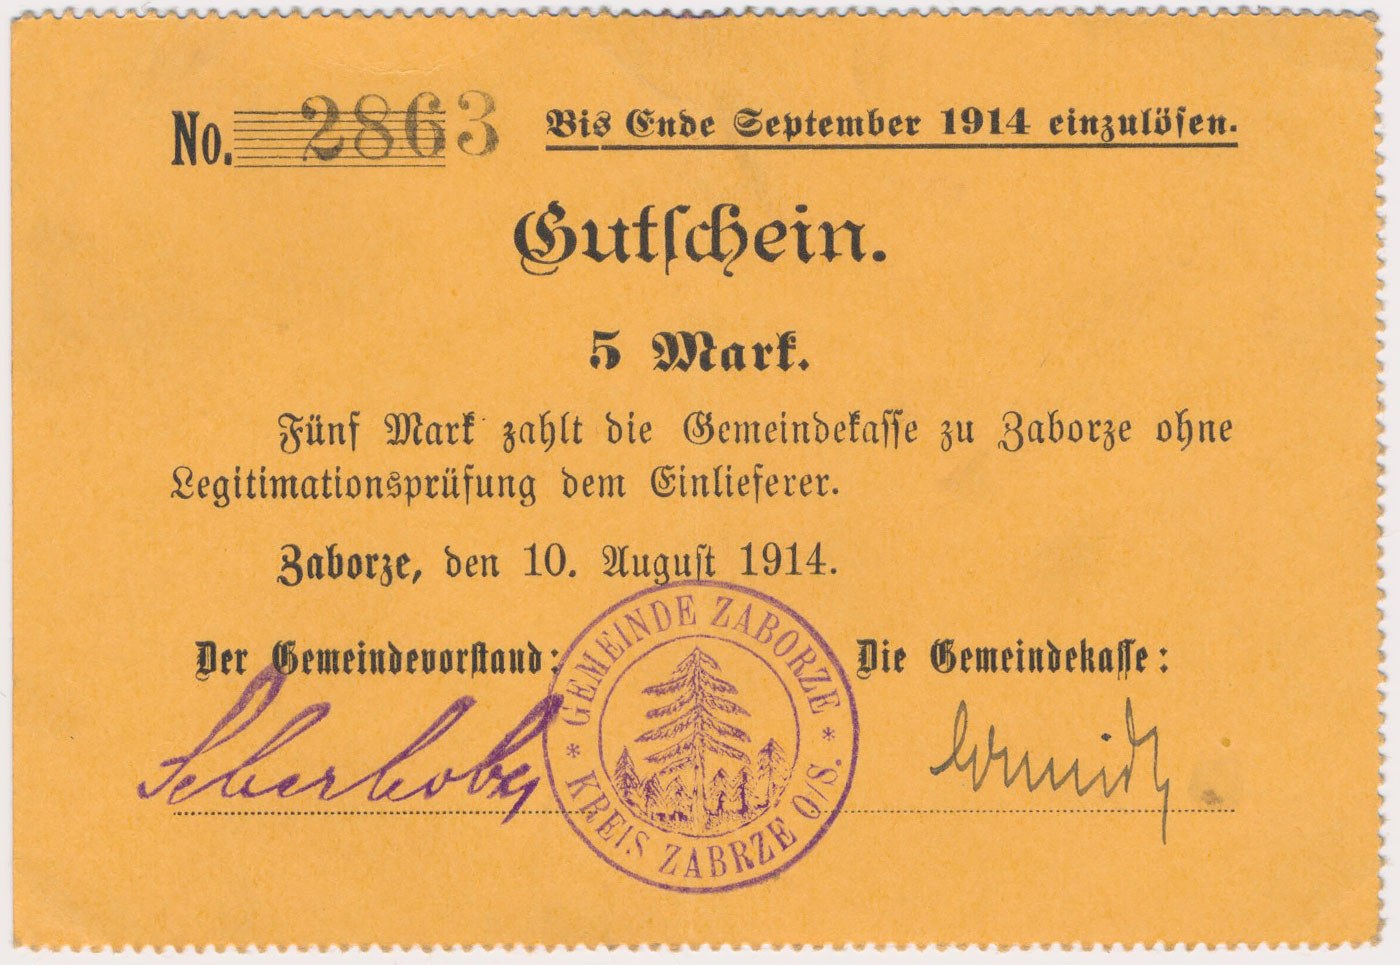 No. 2863
Bis Ende September 1914 einzulösen.
Gutschein.
5 Mark.
Fünf Mark zahlt die Gemeindekasse zu Zaborze ohne
Legitimationsprüfung dem Einlieferer.
Zaborze, den 10. August 1914.
Der Gemeindevorstand:
Die Gemeindekasse:
GEMEINDE ZABORZE
* KREIS ZABRZE O/S. *